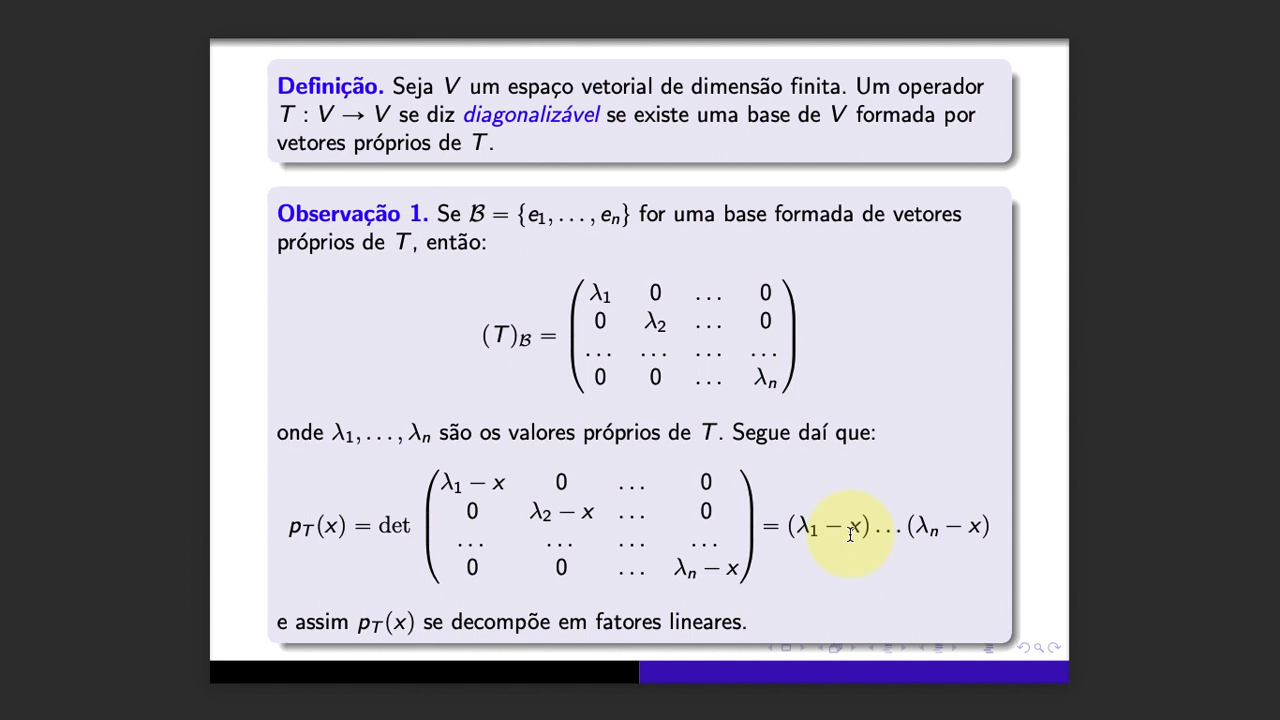 Definição. Seja V um espaço vetorial de dimensão finita. Um operador
T : V → V se diz diagonalizável se existe uma base de V formada por
vetores próprios de T.
Observação 1. Se ℬ = {e₁, . . . , eₙ} for uma base formada de vetores
próprios de T, então:
(T)ℬ =
λ₁ 0 . . . 0
0 λ₂ . . . 0
. . . . . . . . . . . .
0 0 . . . λₙ
onde λ₁, . . . , λₙ são os valores próprios de T. Segue daí que:
p_T(x) = det
λ₁ − x 0 . . . 0
0 λ₂ − x . . . 0
. . . . . . . . . . . .
0 0 . . . λₙ − x
= (λ₁ − x) . . . (λₙ − x)
e assim p_T(x) se decompõe em fatores lineares.